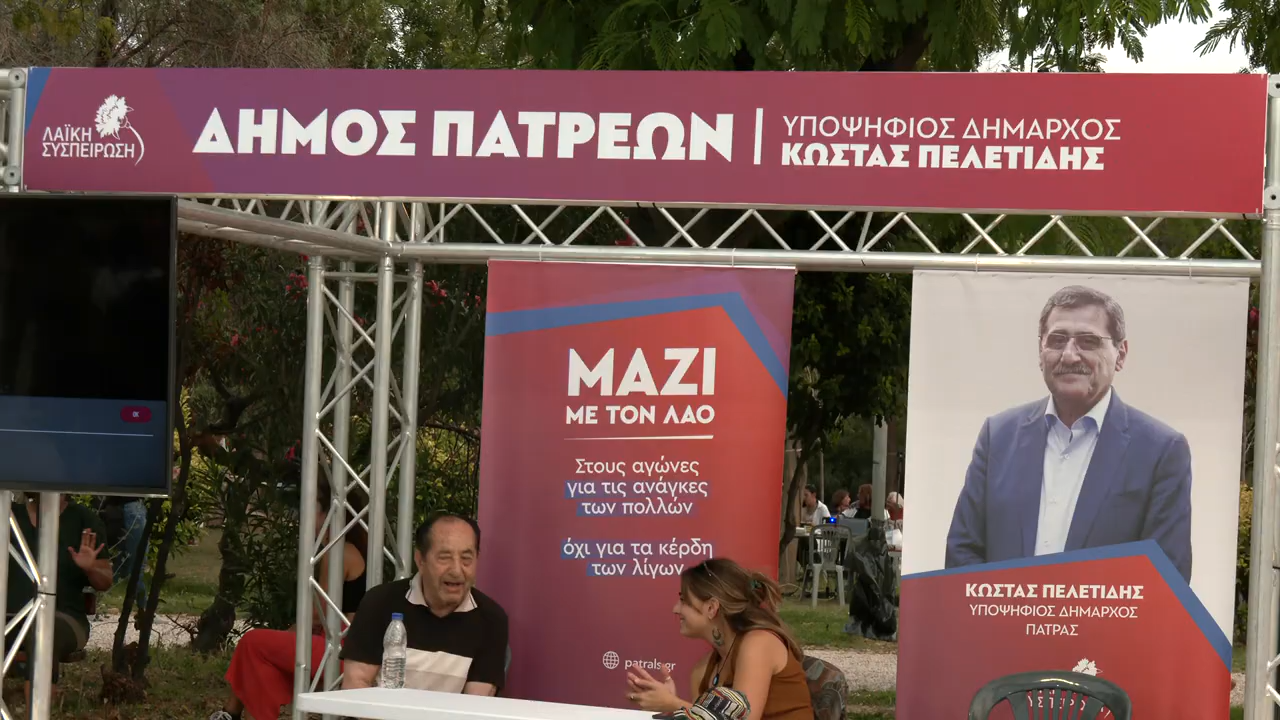 ΛΑΪΚΗ
ΣΥΣΠΕΙΡΩΣΗ
ΔΗΜΟΣ ΠΑΤΡΕΩΝ
ΥΠΟΨΗΦΙΟΣ ΔΗΜΑΡΧΟΣ
ΚΩΣΤΑΣ ΠΕΛΕΤΙΔΗΣ
ΜΑΖΙ
ΜΕ ΤΟΝ ΛΑΟ
Στους αγώνες
για τις ανάγκες
των πολλών
όχι για τα κέρδη
των λίγων
patrals.gr
ΚΩΣΤΑΣ ΠΕΛΕΤΙΔΗΣ
ΥΠΟΨΗΦΙΟΣ ΔΗΜΑΡΧΟΣ
ΠΑΤΡΑΣ